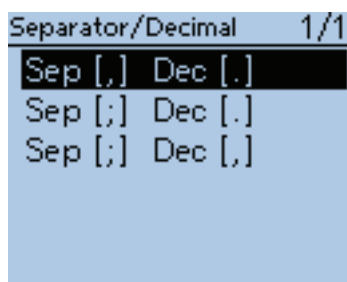 Separator/Decimal 1/1
Sep [,] Dec [.]
Sep [;] Dec [.]
Sep [;] Dec [,]